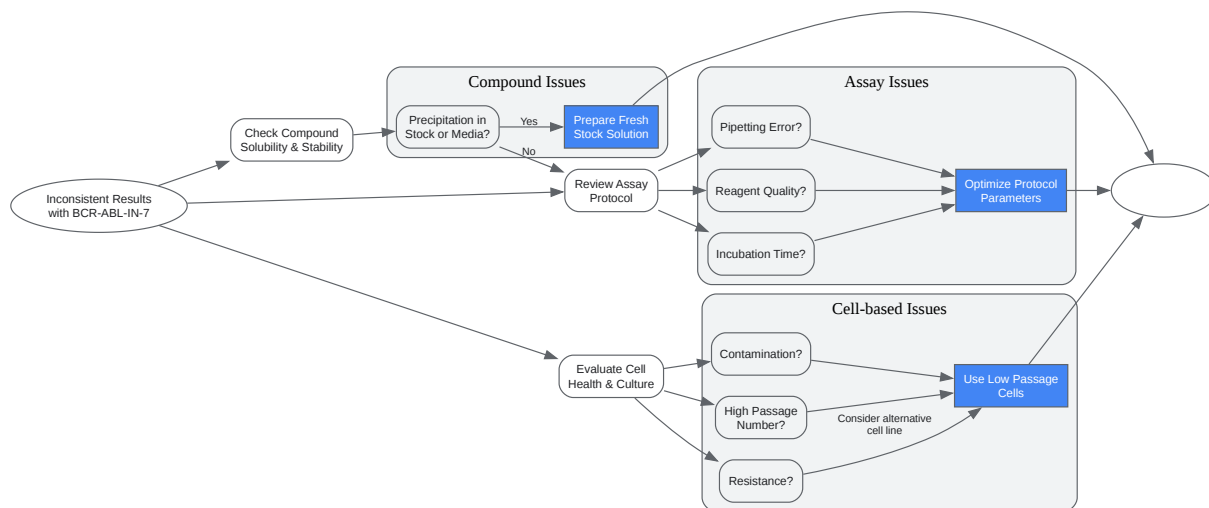 Compound Issues
Assay Issues
Precipitation in
Stock or Media?
Yes
Prepare Fresh
Stock Solution
Pipetting Error?
Check Compound
Solubility & Stability
No
Review Assay
Protocol
Reagent Quality?
Optimize Protocol
Parameters
Inconsistent Results
with BCR-ABL-IN-7
Incubation Time?
Cell-based Issues
Contamination?
Evaluate Cell
Health & Culture
Use Low Passage
Cells
High Passage
Number?
Consider alternative
cell line
Resistance?